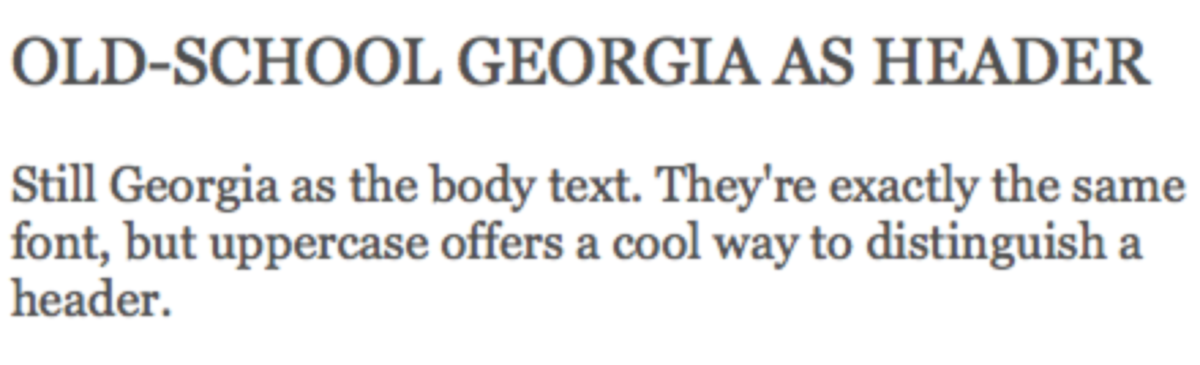 OLD-SCHOOL GEORGIA AS HEADER
Still Georgia as the body text. They're exactly the same
font, but uppercase offers a cool way to distinguish a
header.